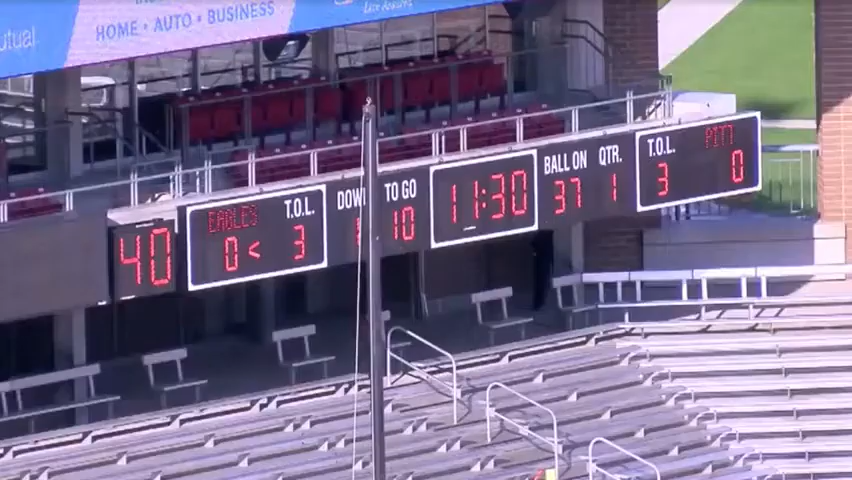 HOME • AUTO • BUSINESS
40
EAGLES T.O.L.
0 < 3
DOWN TO GO
1 10
11:30
BALL ON QTR.
37 1
T.O.L. PITT
3 0